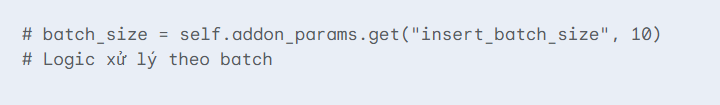 # batch_size = self.addon_params.get("insert_batch_size", 10)
# Logic xử lý theo batch